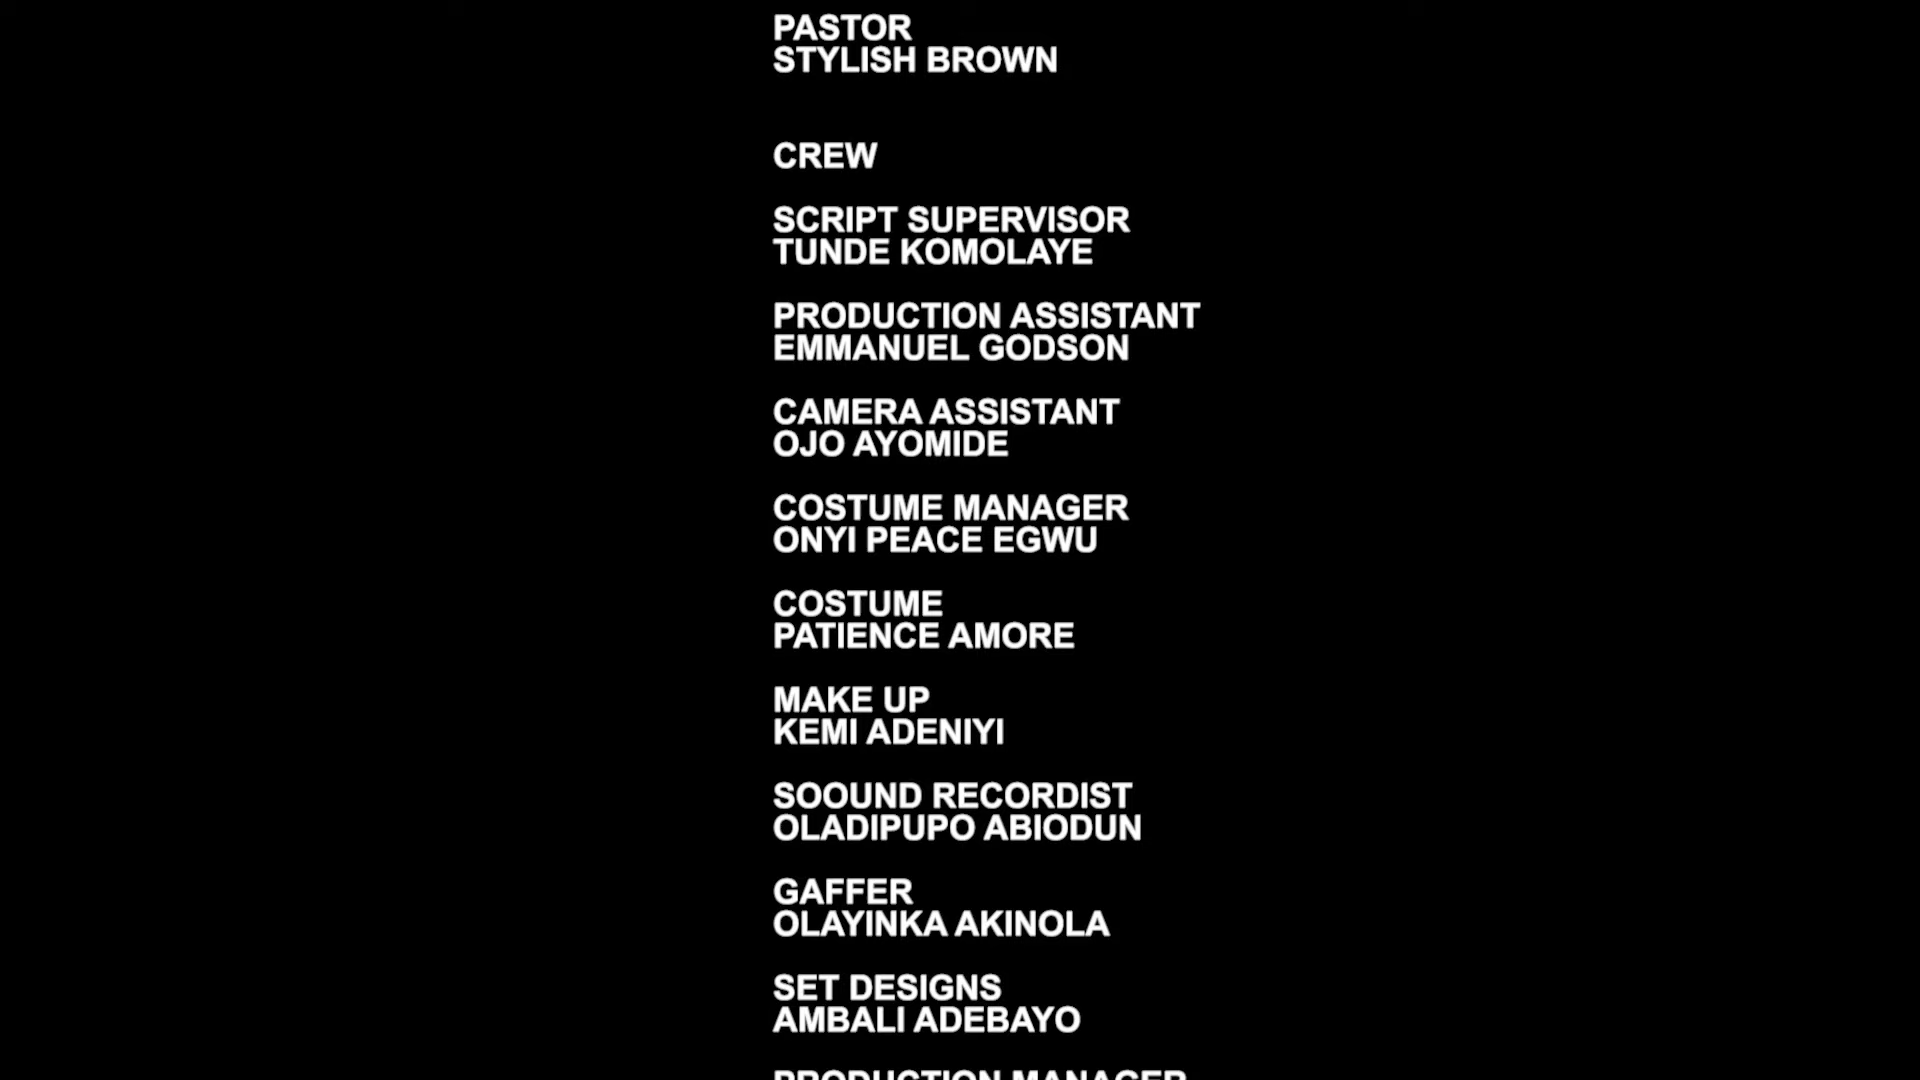 PASTOR
STYLISH BROWN
CREW
SCRIPT SUPERVISOR
TUNDE KOMOLAYE
PRODUCTION ASSISTANT
EMMANUEL GODSON
CAMERA ASSISTANT
OJO AYOMIDE
COSTUME MANAGER
ONYI PEACE EGWU
COSTUME
PATIENCE AMORE
MAKE UP
KEMI ADENIYI
SOOUND RECORDIST
OLADIPUPO ABIODUN
GAFFER
OLAYINKA AKINOLA
SET DESIGNS
AMBALI ADEBAYO
PRODUCTION MANAGER